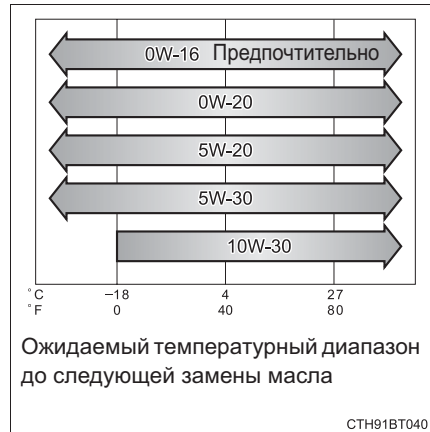 0W-16 Предпочтительно
0W-20
5W-20
5W-30
10W-30
°C −18 4 27
°F 0 40 80
Ожидаемый температурный диапазон
до следующей замены масла
CTH91BT040